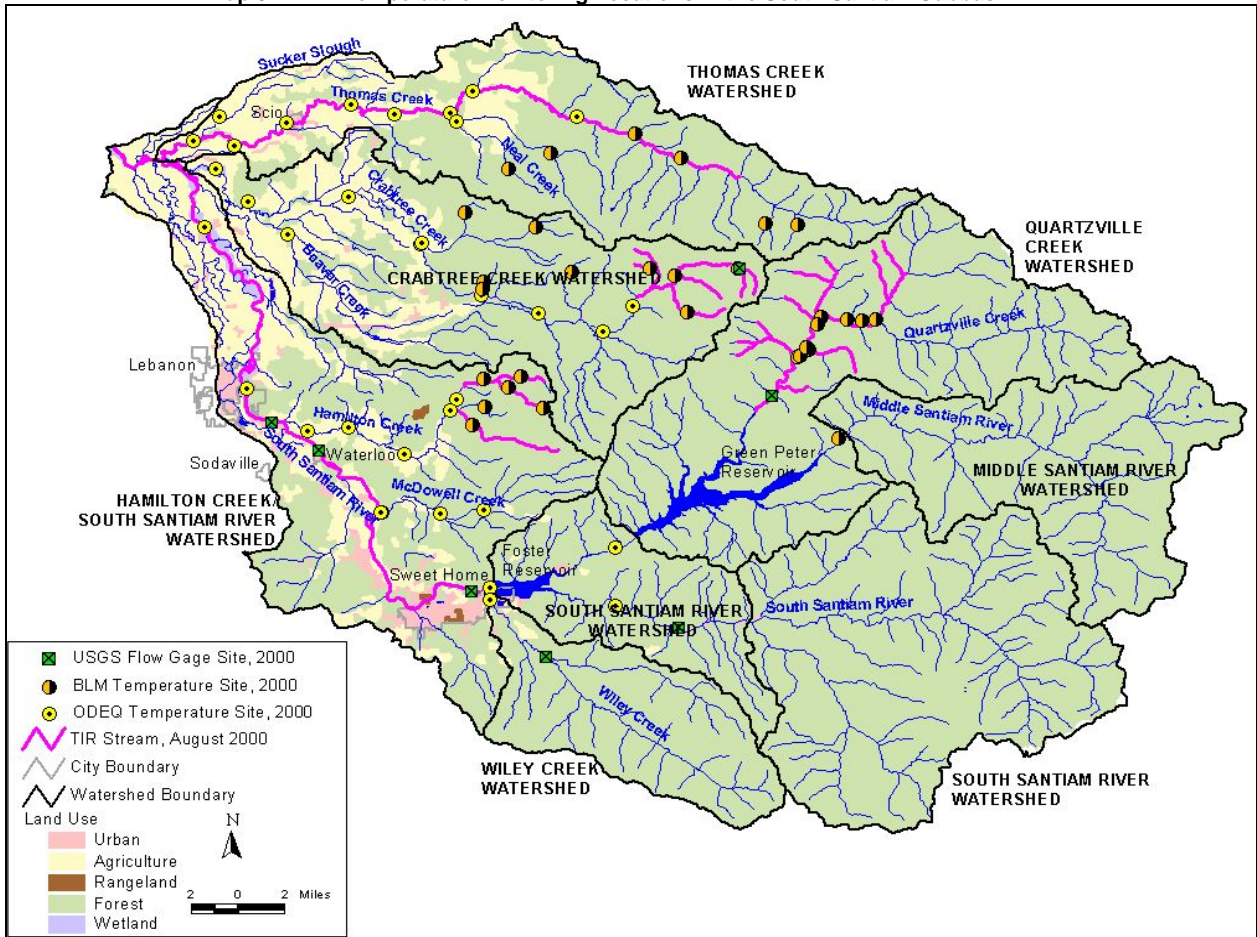 THOMAS CREEK
WATERSHED
Sucker Slough
Thomas Creek
Scio
Neal Creek
Crabtree Creek
QUARTZVILLE
CREEK
WATERSHED
Beaver Creek
CRABTREE CREEK WATERSHED
Quartzville Creek
Lebanon
Hamilton Creek
Middle Santiam
River
Waterloo
South Santiam River
Sodaville
Green Peter
Reservoir
MIDDLE SANTIAM RIVER
WATERSHED
McDowell Creek
HAMILTON CREEK/
SOUTH SANTIAM RIVER
WATERSHED
Foster
Reservoir
Sweet Home
SOUTH SANTIAM RIVER
WATERSHED
South Santiam River
Wiley Creek
WILEY CREEK
WATERSHED
SOUTH SANTIAM RIVER
WATERSHED
USGS Flow Gage Site, 2000
BLM Temperature Site, 2000
ODEQ Temperature Site, 2000
TIR Stream, August 2000
City Boundary
Watershed Boundary
Land Use
Urban
Agriculture
Rangeland
Forest
Wetland
N
2 0 2 Miles